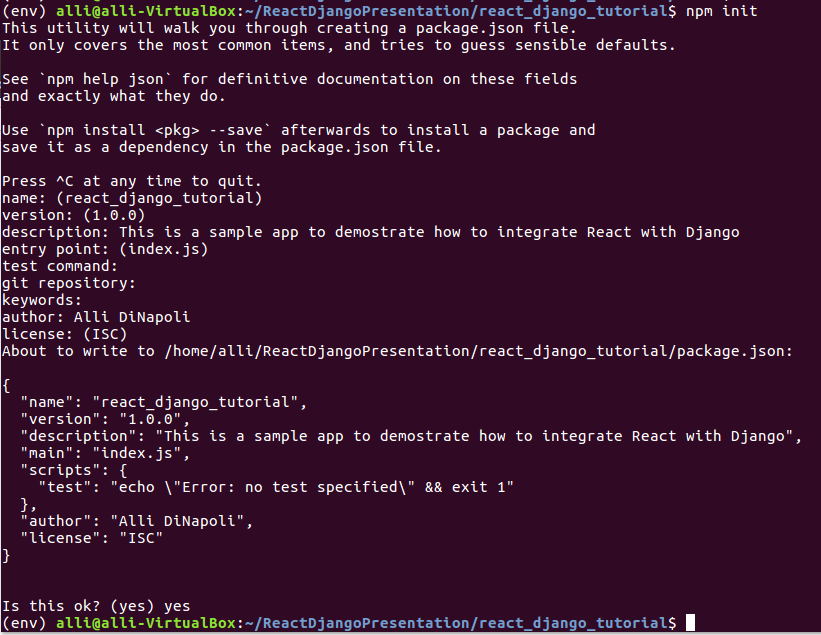 (env) alli@alli-VirtualBox:~/ReactDjangoPresentation/react_django_tutorial$ npm init
This utility will walk you through creating a package.json file.
It only covers the most common items, and tries to guess sensible defaults.

See `npm help json` for definitive documentation on these fields
and exactly what they do.

Use `npm install <pkg> --save` afterwards to install a package and
save it as a dependency in the package.json file.

Press ^C at any time to quit.
name: (react_django_tutorial)
version: (1.0.0)
description: This is a sample app to demostrate how to integrate React with Django
entry point: (index.js)
test command:
git repository:
keywords:
author: Alli DiNapoli
license: (ISC)
About to write to /home/alli/ReactDjangoPresentation/react_django_tutorial/package.json:

{
  "name": "react_django_tutorial",
  "version": "1.0.0",
  "description": "This is a sample app to demostrate how to integrate React with Django",
  "main": "index.js",
  "scripts": {
    "test": "echo \"Error: no test specified\" && exit 1"
  },
  "author": "Alli DiNapoli",
  "license": "ISC"
}


Is this ok? (yes) yes
(env) alli@alli-VirtualBox:~/ReactDjangoPresentation/react_django_tutorial$